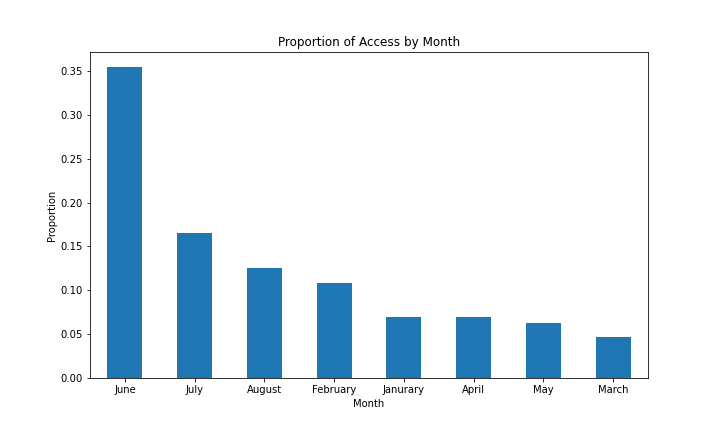 Proportion of Access by Month
0.35
0.30
0.25
0.20
0.15
0.10
0.05
0.00
Proportion
June July August February Janurary April May March
Month